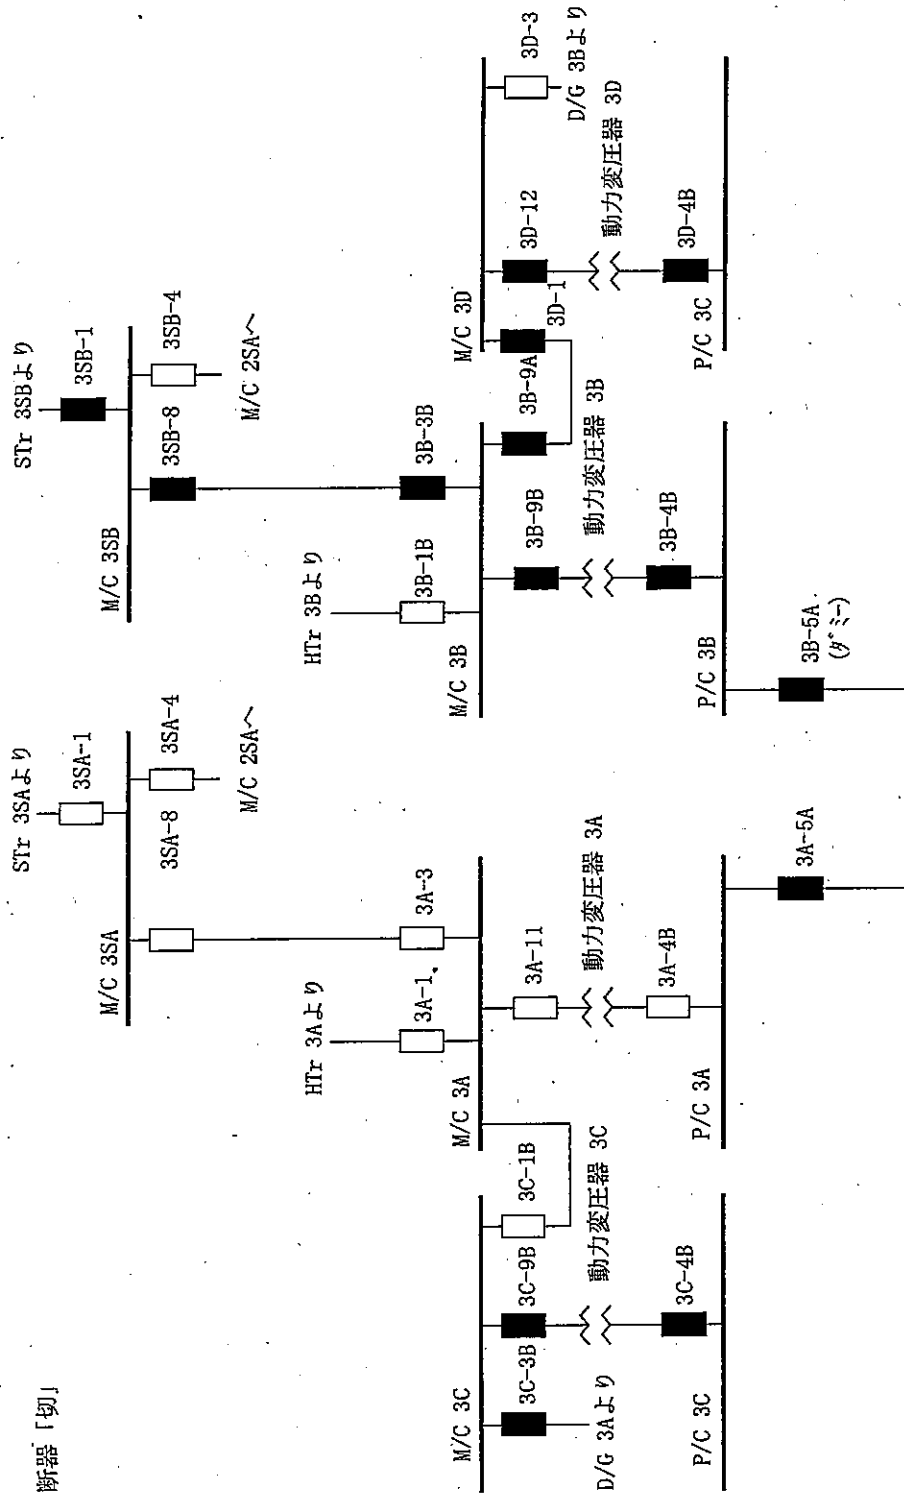 断器「切」
STr 3SAより
3SA-1
M/C 3SA
3SA-8
3SA-4
M/C 2SAへ
STr 3SBより
3SB-1
M/C 3SB
3SB-8
3SB-4
M/C 2SAへ
HTr 3Aより
3A-1
3A-3
HTr 3Bより
3B-1B
3B-3B
M/C 3C
3C-3B
D/G 3Aより
3C-9B
3C-1B
動力変圧器 3C
3C-4B
P/C 3C
M/C 3A
3A-11
動力変圧器 3A
3A-4B
P/C 3A
3A-5A
M/C 3B
3B-9B
3B-9A
動力変圧器 3B
3B-4B
P/C 3B
3B-5A
(ダミー)
M/C 3D
3D-1
3D-12
3D-3
D/G 3Bより
動力変圧器 3D
3D-4B
P/C 3C